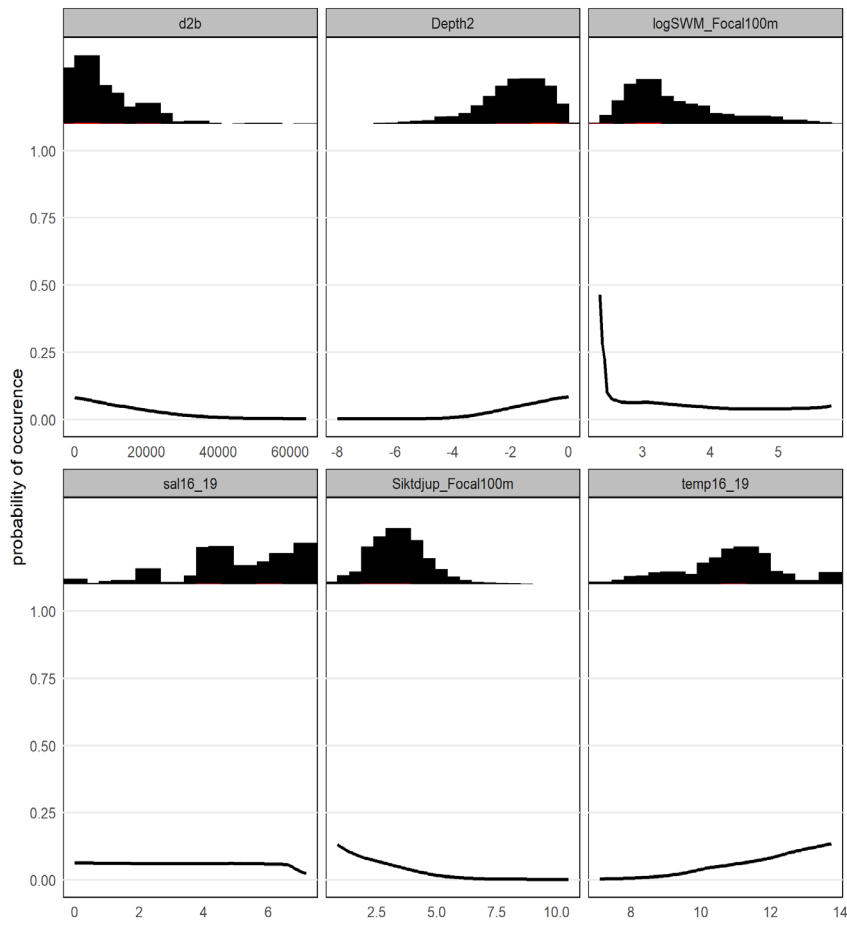 d2b Depth2 logSWM_Focal100m
1.00
0.75
0.50
0.25
0.00
0 20000 40000 60000 -8 -6 -4 -2 0 3 4 5
probability of occurence
sal16_19 Siktdjup_Focal100m temp16_19
1.00
0.75
0.50
0.25
0.00
0 2 4 6 2.5 5.0 7.5 10.0 8 10 12 14